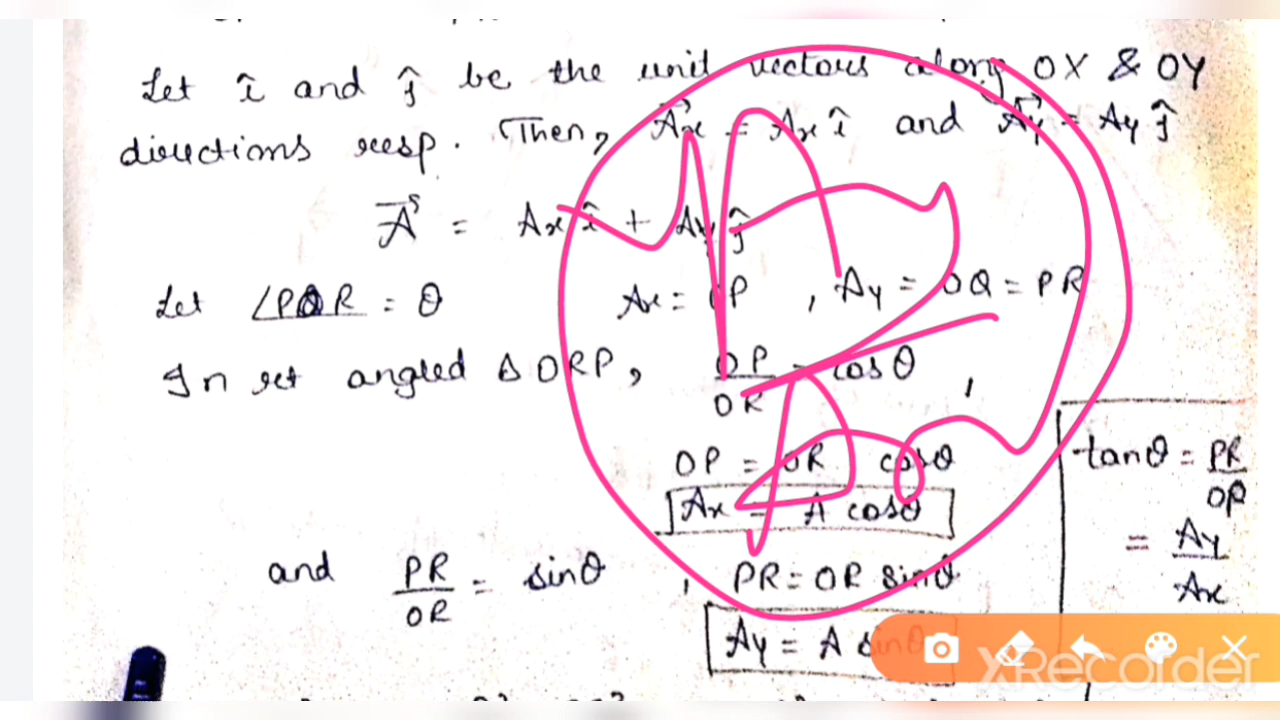 Let î and ĵ be the unit vectors along OX & OY
directions resp. Then, A⃗x = Ax î and A⃗y = Ay ĵ
A⃗ = Ax î + Ay ĵ
Let ∠POR = θ Ax = OP , Ay = OQ = PR
In rt angled Δ ORP, OP/OR = cosθ ,
OP = OR cosθ
Ax = A cosθ
and PR/OR = sinθ , PR = OR sinθ
Ay = A sinθ
tanθ = PR/OP
= Ay/Ax
XRecorder